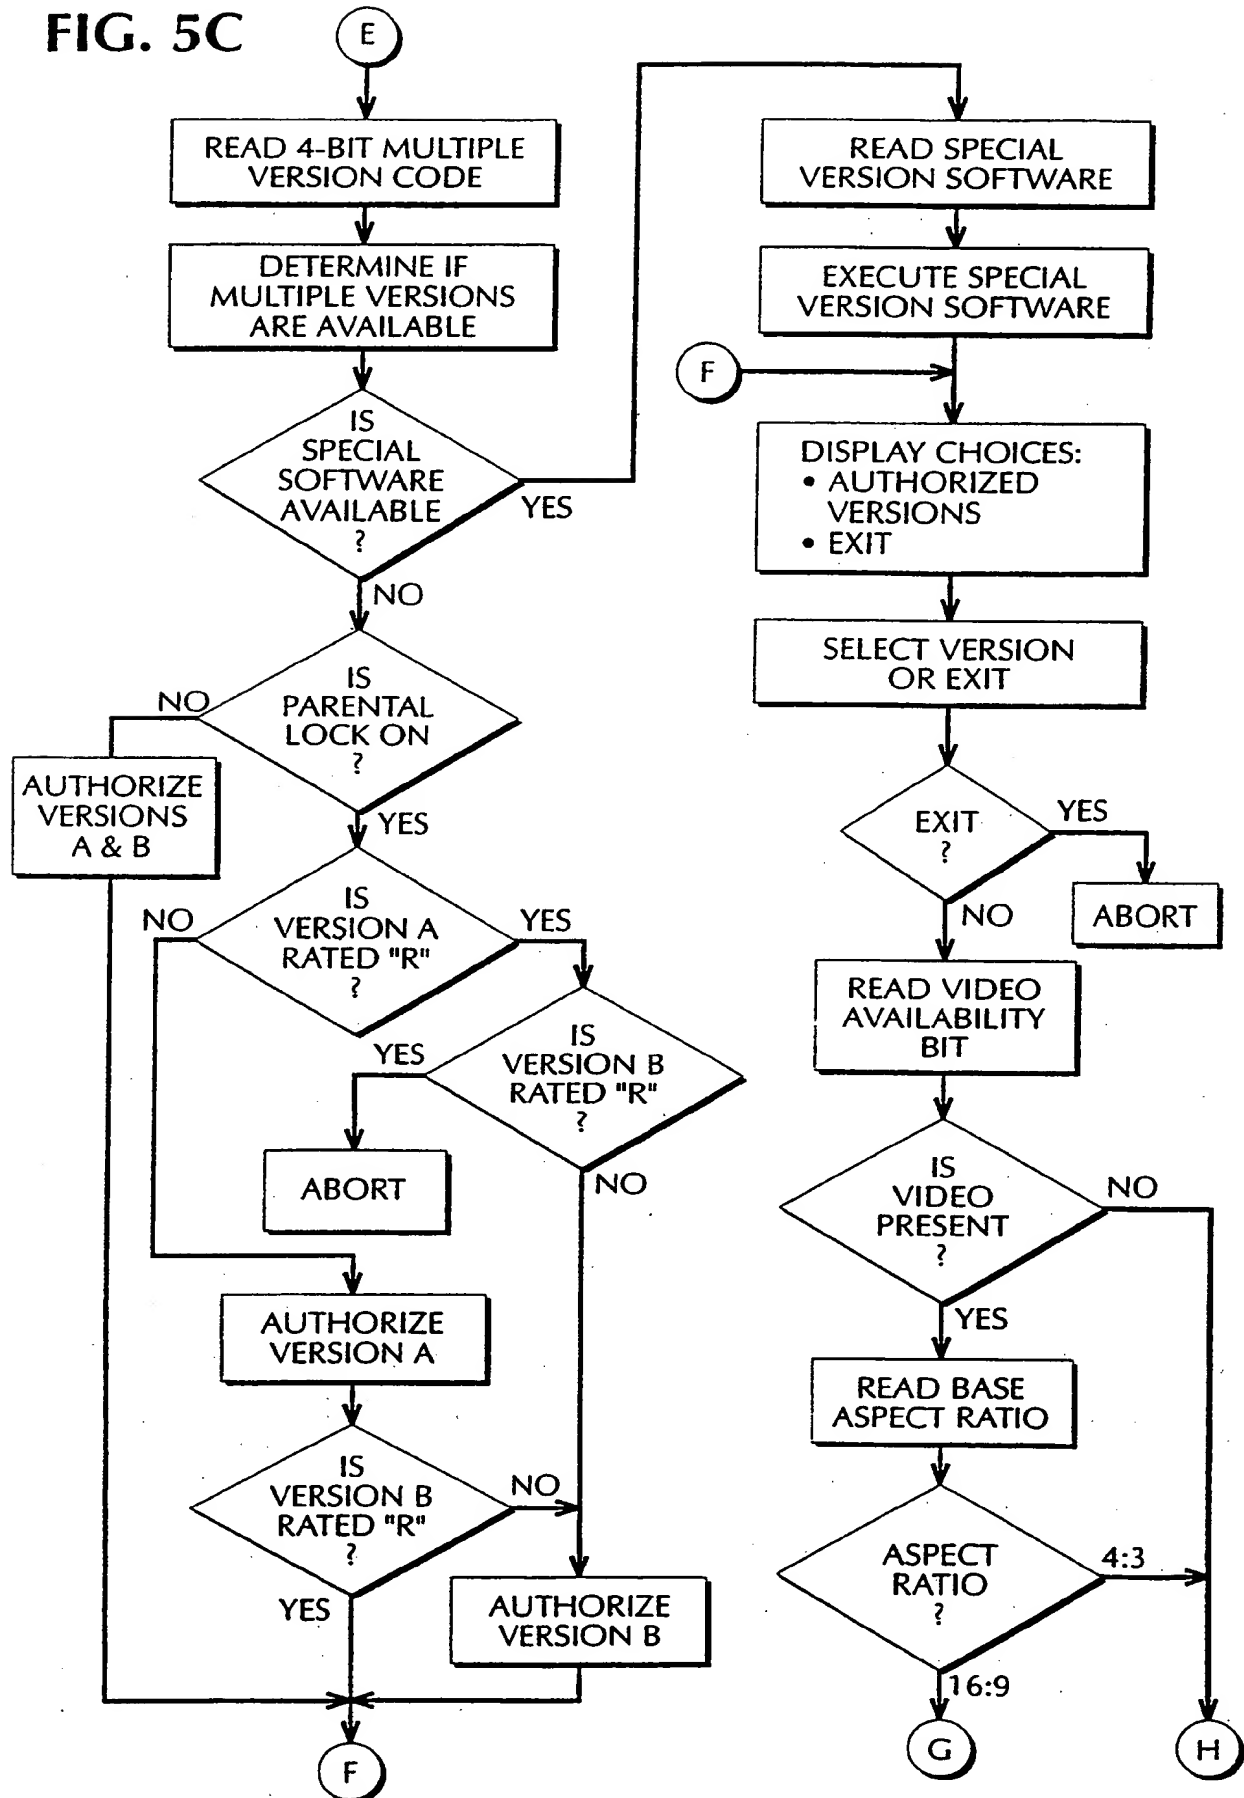 FIG. 5C
E
READ 4-BIT MULTIPLE
VERSION CODE
DETERMINE IF
MULTIPLE VERSIONS
ARE AVAILABLE
IS
SPECIAL
SOFTWARE
AVAILABLE
?
YES
NO
IS
PARENTAL
LOCK ON
?
NO
AUTHORIZE
VERSIONS
A & B
YES
IS
VERSION A
RATED "R"
?
NO
YES
IS
VERSION B
RATED "R"
?
YES
ABORT
NO
AUTHORIZE
VERSION A
IS
VERSION B
RATED "R"
?
NO
YES
AUTHORIZE
VERSION B
F
READ SPECIAL
VERSION SOFTWARE
EXECUTE SPECIAL
VERSION SOFTWARE
F
DISPLAY CHOICES:
• AUTHORIZED
VERSIONS
• EXIT
SELECT VERSION
OR EXIT
EXIT
?
YES
ABORT
NO
READ VIDEO
AVAILABILITY
BIT
IS
VIDEO
PRESENT
?
NO
YES
READ BASE
ASPECT RATIO
ASPECT
RATIO
?
4:3
16:9
G
H